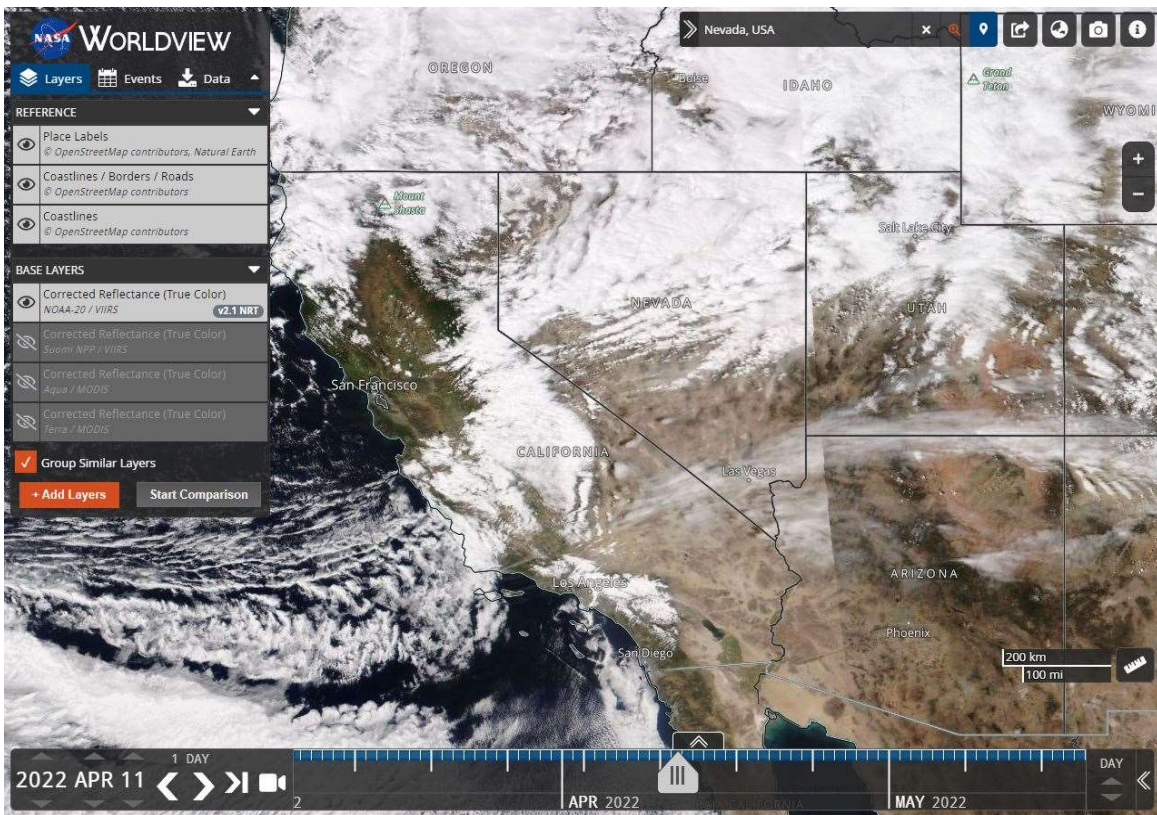 NASA WORLDVIEW
Layers Events Data
REFERENCE
Place Labels
© OpenStreetMap contributors, Natural Earth
Coastlines / Borders / Roads
© OpenStreetMap contributors
Coastlines
© OpenStreetMap contributors
BASE LAYERS
Corrected Reflectance (True Color)
NOAA-20 / VIIRS v2.1 NRT
Corrected Reflectance (True Color)
Suomi NPP / VIIRS
Corrected Reflectance (True Color)
Aqua / MODIS
Corrected Reflectance (True Color)
Terra / MODIS
Group Similar Layers
+ Add Layers Start Comparison
Nevada, USA
OREGON
Boise
IDAHO
Grand
Teton
WYOMI
+
−
Mount
Shasta
Salt Lake City
NEVADA
UTAH
San Francisco
CALIFORNIA
Las Vegas
Los Angeles
ARIZONA
Phoenix
San Diego
200 km
100 mi
1 DAY
2022 APR 11
2
APR 2022
CALIFORNIA
MAY 2022
DAY